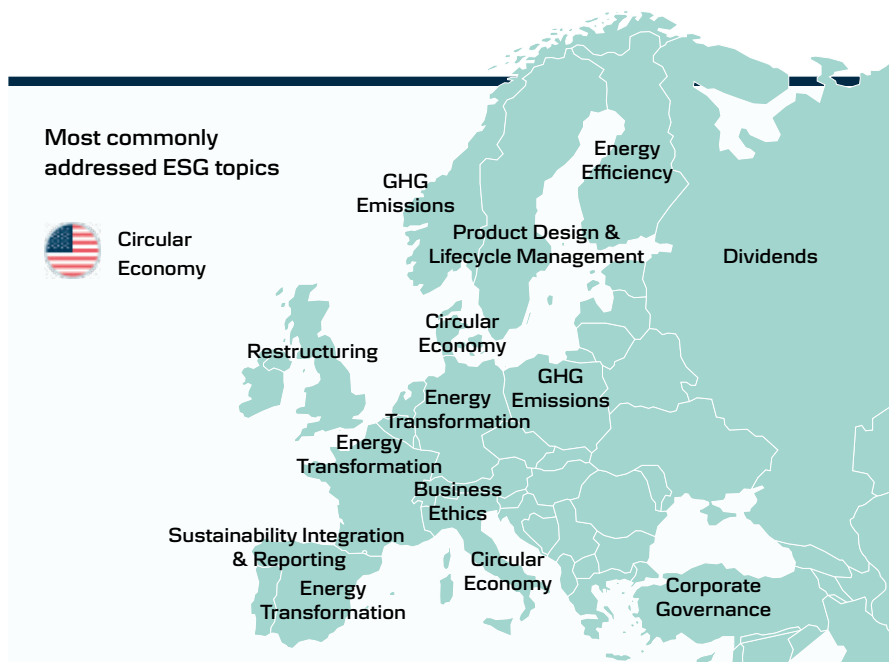 Most commonly
addressed ESG topics
Circular
Economy
GHG
Emissions
Energy
Efficiency
Product Design &
Lifecycle Management
Dividends
Restructuring
Circular
Economy
GHG
Emissions
Energy
Transformation
Energy
Transformation
Business
Ethics
Sustainability Integration
& Reporting
Energy
Transformation
Circular
Economy
Corporate
Governance